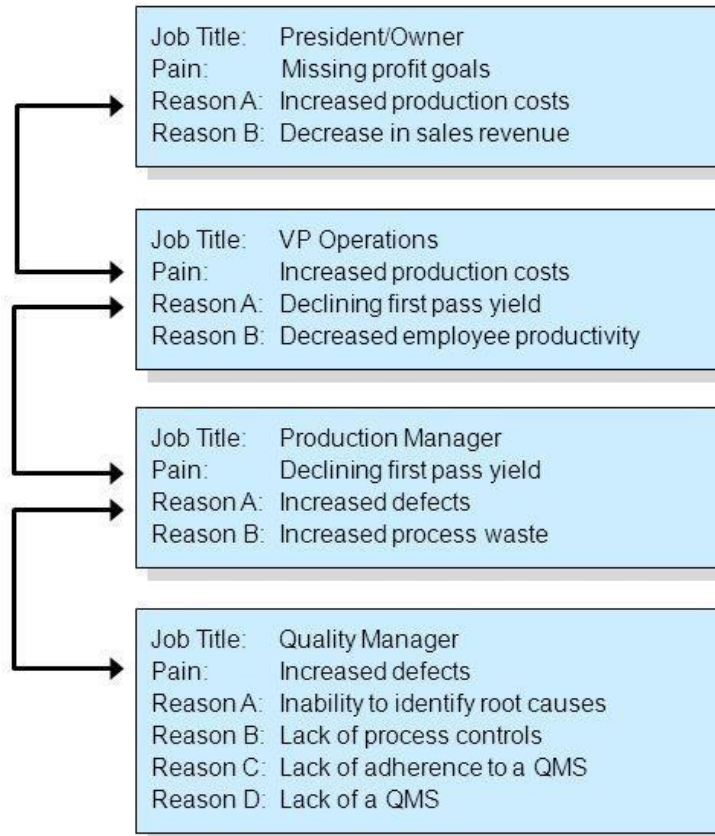 Job Title: President/Owner
Pain: Missing profit goals
Reason A: Increased production costs
Reason B: Decrease in sales revenue
Job Title: VP Operations
Pain: Increased production costs
Reason A: Declining first pass yield
Reason B: Decreased employee productivity
Job Title: Production Manager
Pain: Declining first pass yield
Reason A: Increased defects
Reason B: Increased process waste
Job Title: Quality Manager
Pain: Increased defects
Reason A: Inability to identify root causes
Reason B: Lack of process controls
Reason C: Lack of adherence to a QMS
Reason D: Lack of a QMS